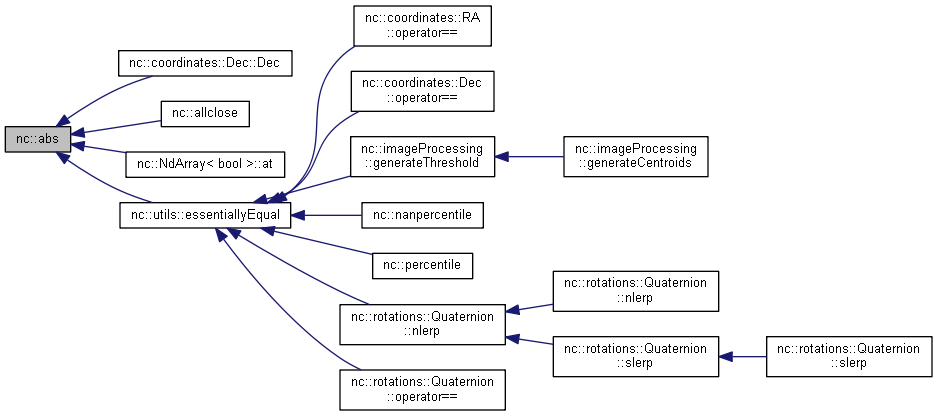 nc::abs
nc::coordinates::Dec::Dec
nc::allclose
nc::NdArray< bool >::at
nc::utils::essentiallyEqual
nc::coordinates::RA
::operator==
nc::coordinates::Dec
::operator==
nc::imageProcessing
::generateThreshold
nc::imageProcessing
::generateCentroids
nc::nanpercentile
nc::percentile
nc::rotations::Quaternion
::nlerp
nc::rotations::Quaternion
::nlerp
nc::rotations::Quaternion
::slerp
nc::rotations::Quaternion
::slerp
nc::rotations::Quaternion
::operator==